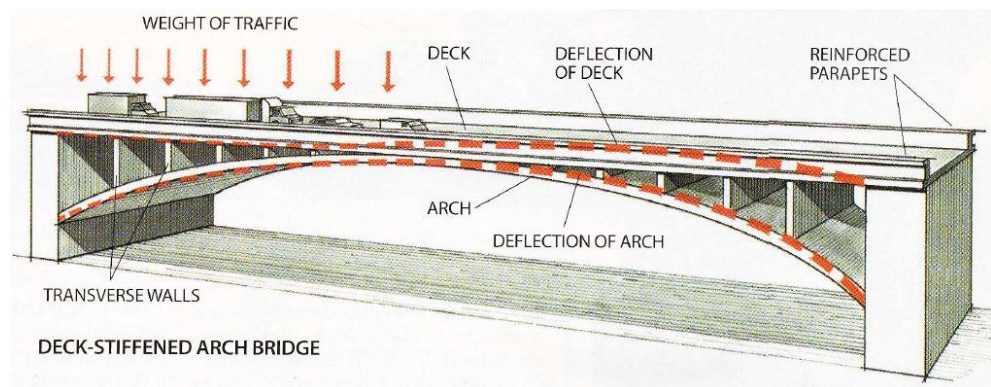 WEIGHT OF TRAFFIC
DECK
DEFLECTION
OF DECK
REINFORCED
PARAPETS
ARCH
DEFLECTION OF ARCH
TRANSVERSE WALLS
DECK-STIFFENED ARCH BRIDGE